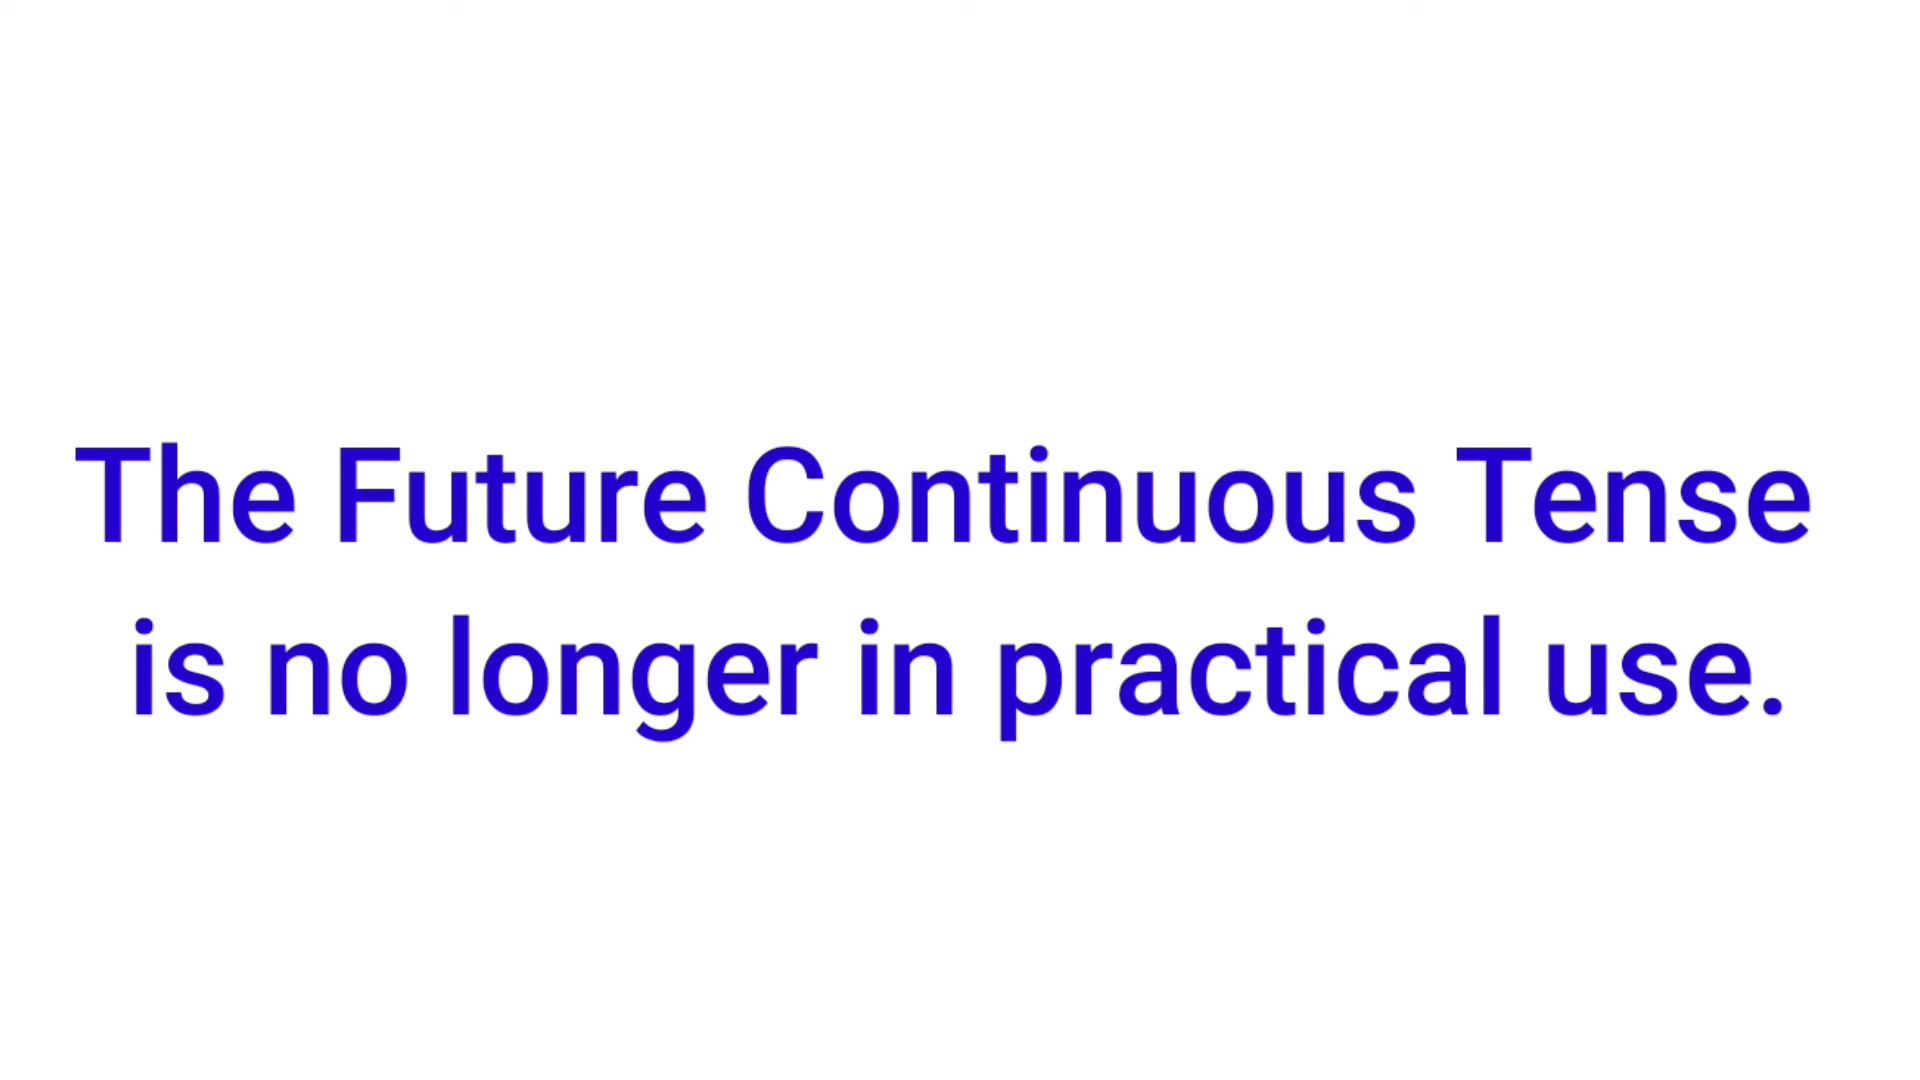 The Future Continuous Tense
is no longer in practical use.